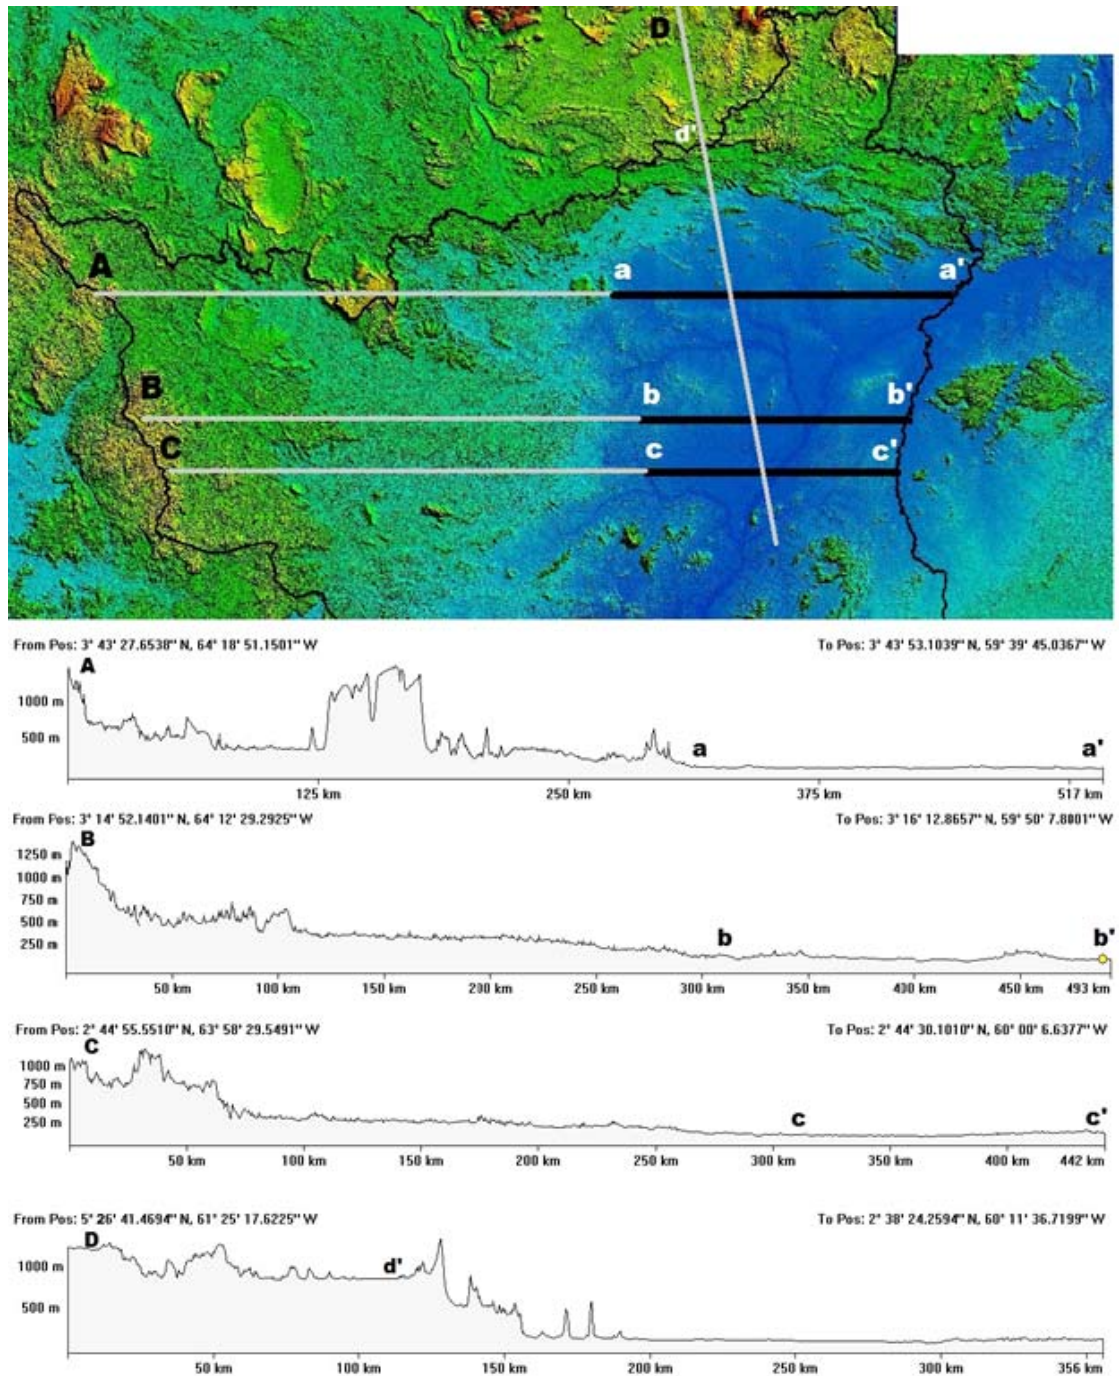 D
d'
A a a'
B b b'
C c c'
From Pos: 3° 43' 27.6538" N, 64° 18' 51.1501" W To Pos: 3° 43' 53.1039" N, 59° 39' 45.0367" W
A
1000 m
500 m
a a'
125 km 250 km 375 km 517 km
From Pos: 3° 14' 52.1401" N, 64° 12' 29.2925" W To Pos: 3° 16' 12.8657" N, 59° 50' 7.8001" W
B
1250 m
1000 m
750 m
500 m
250 m
b b'
50 km 100 km 150 km 200 km 250 km 300 km 350 km 400 km 450 km 493 km
From Pos: 2° 44' 55.5510" N, 63° 58' 29.5491" W To Pos: 2° 44' 30.1010" N, 60° 00' 6.6377" W
C
1000 m
750 m
500 m
250 m
c c'
50 km 100 km 150 km 200 km 250 km 300 km 350 km 400 km 442 km
From Pos: 5° 26' 41.4694" N, 61° 25' 17.6225" W To Pos: 2° 38' 24.2594" N, 60° 11' 36.7199" W
D
1000 m
d'
500 m
50 km 100 km 150 km 200 km 250 km 300 km 356 km